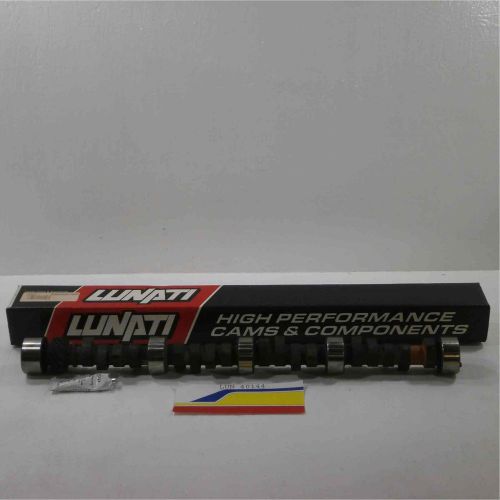 LUNATI
LUNATI
HIGH PERFORMANCE
CAMS & COMPONENTS
LUN 40144